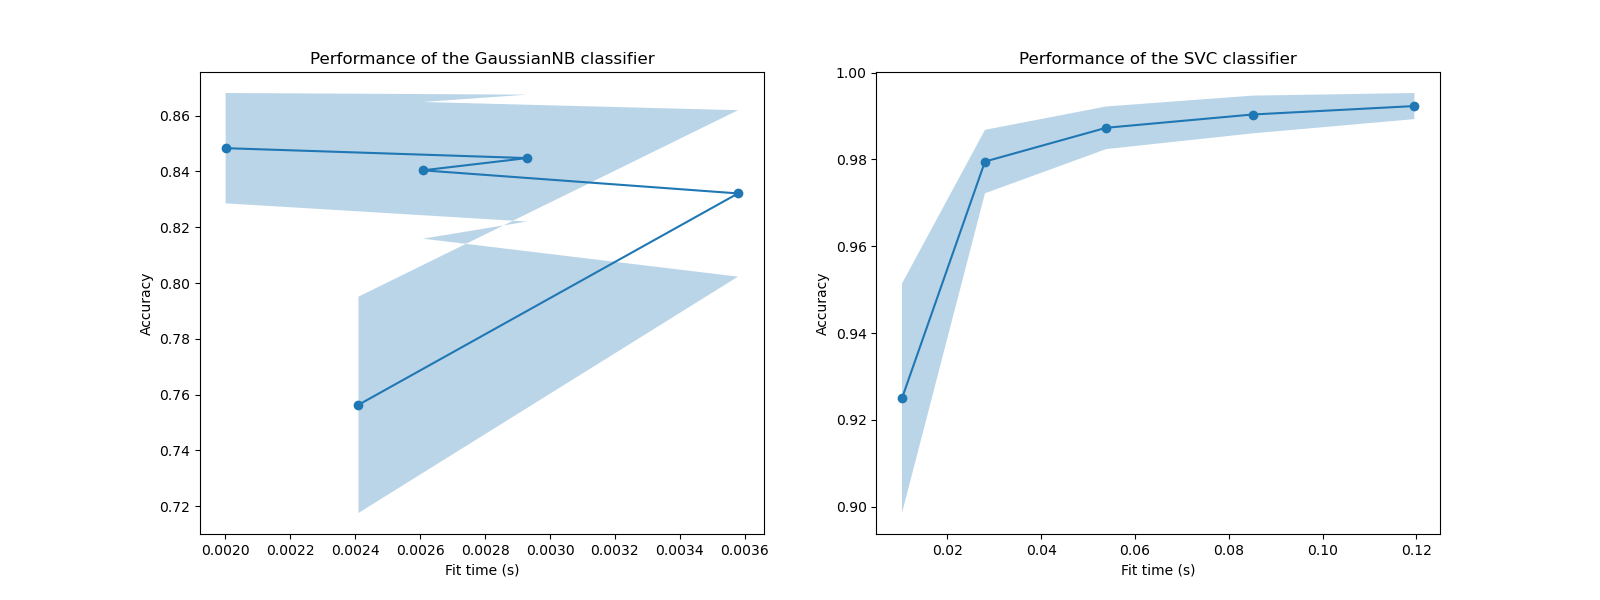 Performance of the GaussianNB classifier
Accuracy
0.86
0.84
0.82
0.80
0.78
0.76
0.74
0.72
0.0020 0.0022 0.0024 0.0026 0.0028 0.0030 0.0032 0.0034 0.0036
Fit time (s)
Performance of the SVC classifier
Accuracy
1.00
0.98
0.96
0.94
0.92
0.90
0.02 0.04 0.06 0.08 0.10 0.12
Fit time (s)